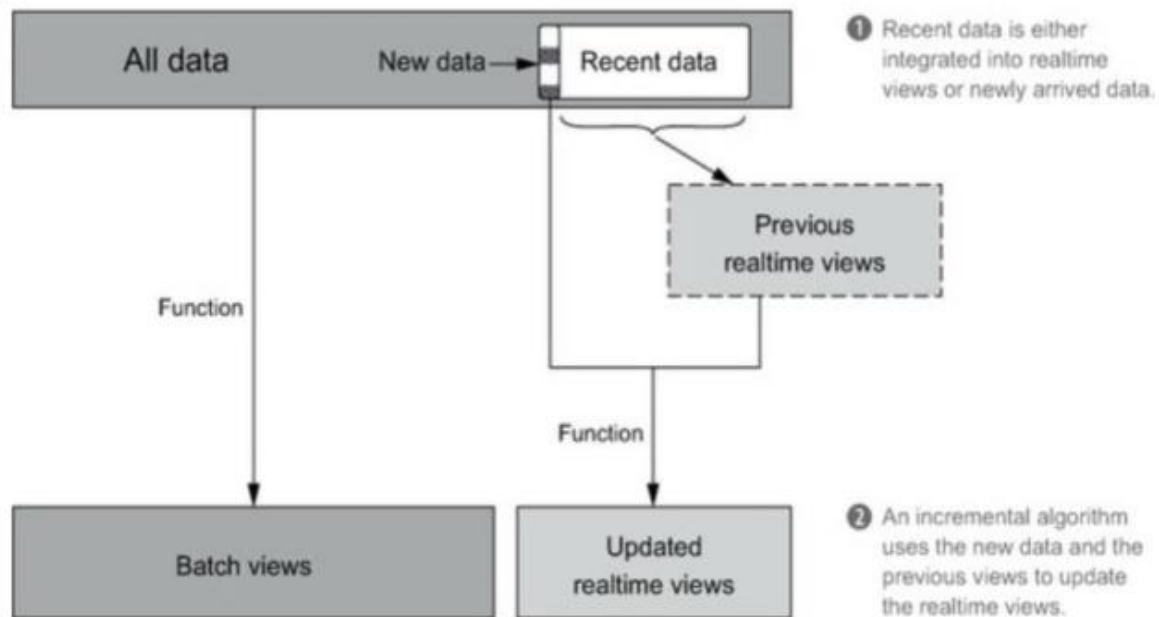 All data
New data
Recent data
❶ Recent data is either
integrated into realtime
views or newly arrived data.
Previous
realtime views
Function
Function
Batch views
Updated
realtime views
❷ An incremental algorithm
uses the new data and the
previous views to update
the realtime views.